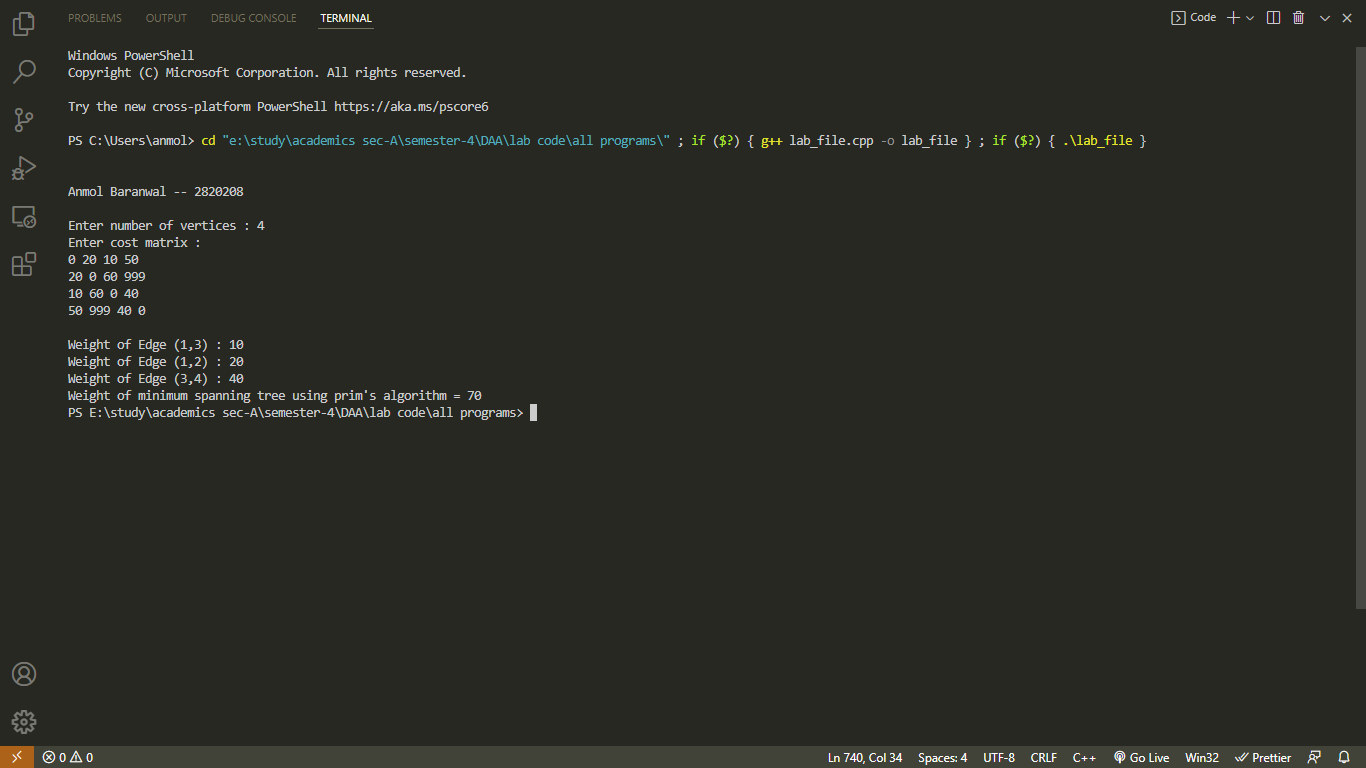 PROBLEMS OUTPUT DEBUG CONSOLE TERMINAL Code
Windows PowerShell
Copyright (C) Microsoft Corporation. All rights reserved.
Try the new cross-platform PowerShell https://aka.ms/pscore6
PS C:\Users\anmol> cd "e:\study\academics sec-A\semester-4\DAA\lab code\all programs\" ; if ($?) { g++ lab_file.cpp -o lab_file } ; if ($?) { .\lab_file }
Anmol Baranwal -- 2820208
Enter number of vertices : 4
Enter cost matrix :
0 20 10 50
20 0 60 999
10 60 0 40
50 999 40 0
Weight of Edge (1,3) : 10
Weight of Edge (1,2) : 20
Weight of Edge (3,4) : 40
Weight of minimum spanning tree using prim's algorithm = 70
PS E:\study\academics sec-A\semester-4\DAA\lab code\all programs>
0 0 Ln 740, Col 34 Spaces: 4 UTF-8 CRLF C++ Go Live Win32 Prettier